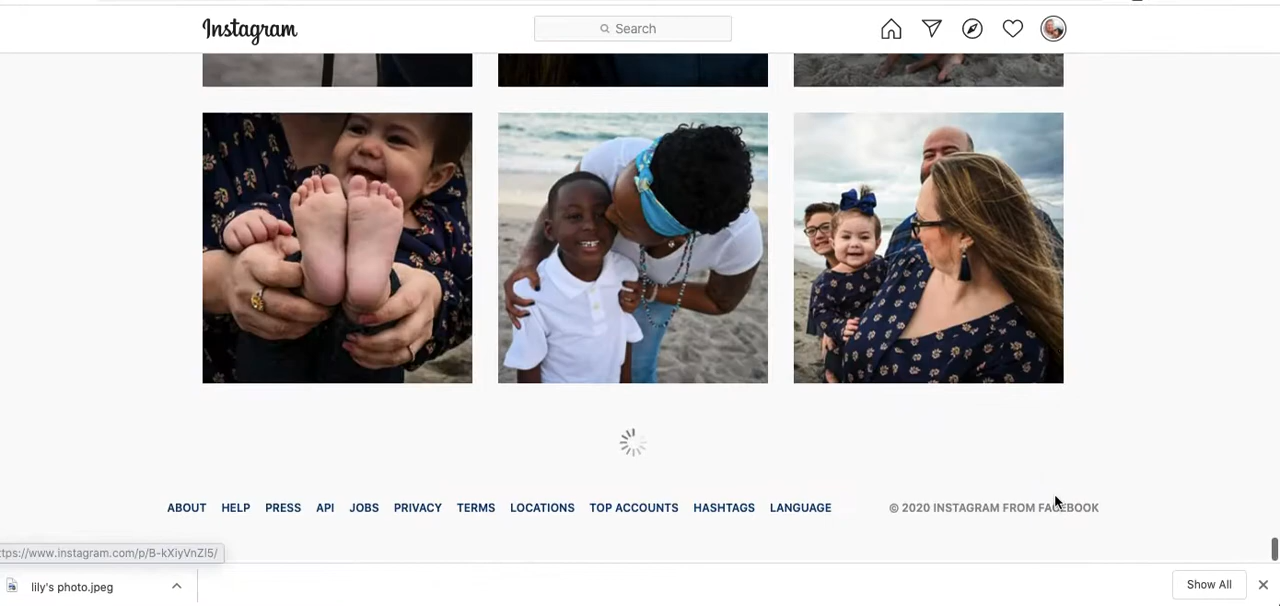 Instagram
Search
ABOUT HELP PRESS API JOBS PRIVACY TERMS LOCATIONS TOP ACCOUNTS HASHTAGS LANGUAGE © 2020 INSTAGRAM FROM FACEBOOK
ttps://www.instagram.com/p/B-kXiyVnZl5/
lily's photo.jpeg Show All